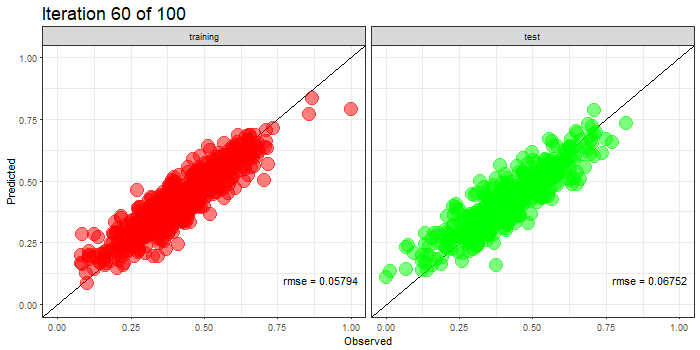 Iteration 60 of 100
training
test
1.00
0.75
0.50
0.25
0.00
Predicted
rmse = 0.05794
rmse = 0.06752
0.00 0.25 0.50 0.75 1.00
0.00 0.25 0.50 0.75 1.00
Observed